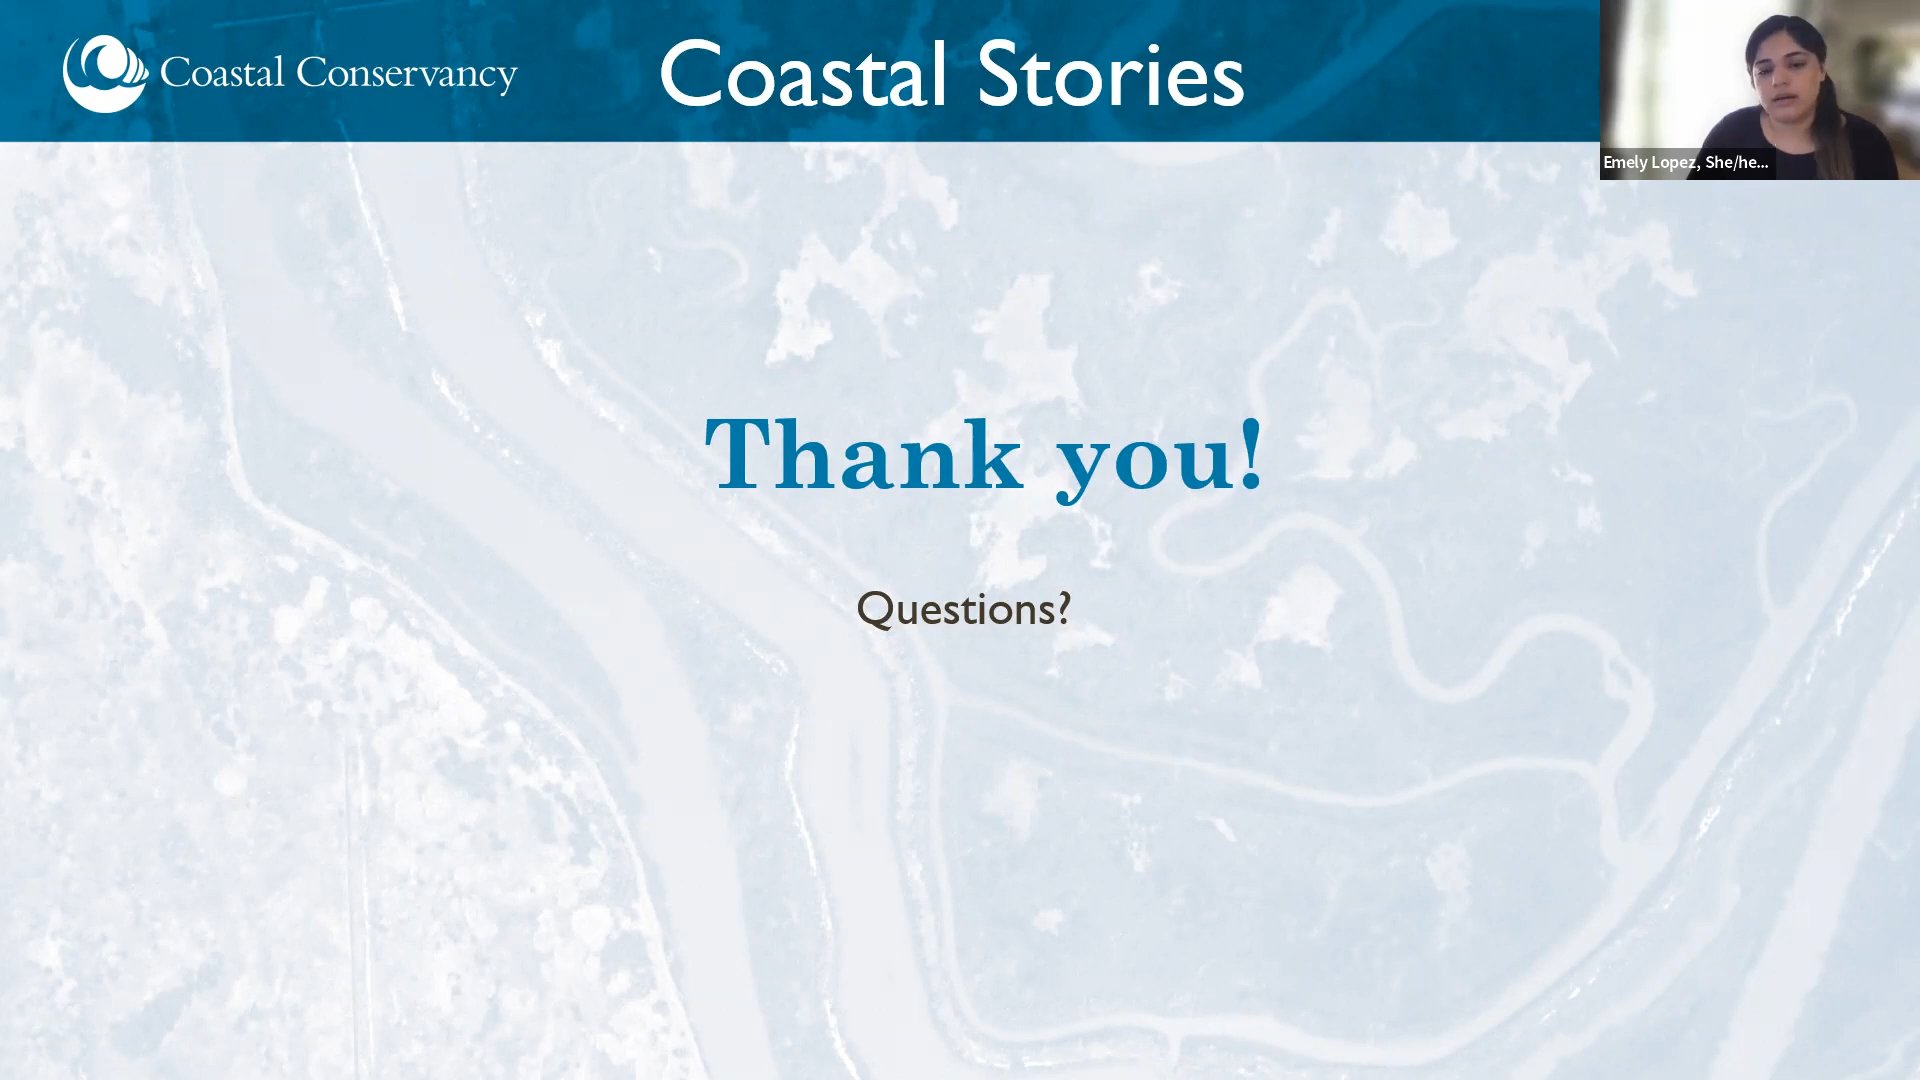 Coastal Conservancy
Coastal Stories
Emely Lopez, She/he...
Thank you!
Questions?